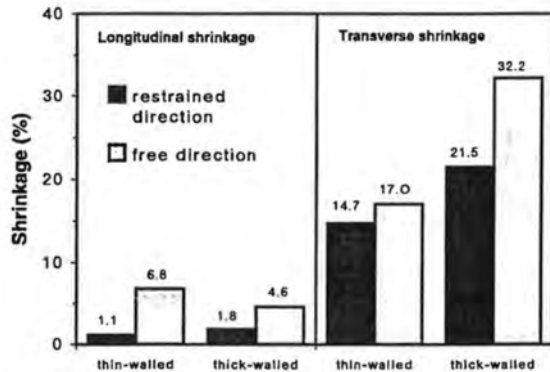 Shrinkage (%)
40
30
20
10
0
Longitudinal shrinkage
restrained
direction
free direction
1.1
6.8
1.8
4.6
thin-walled
thick-walled
Transverse shrinkage
14.7
17.0
21.5
32.2
thin-walled
thick-walled